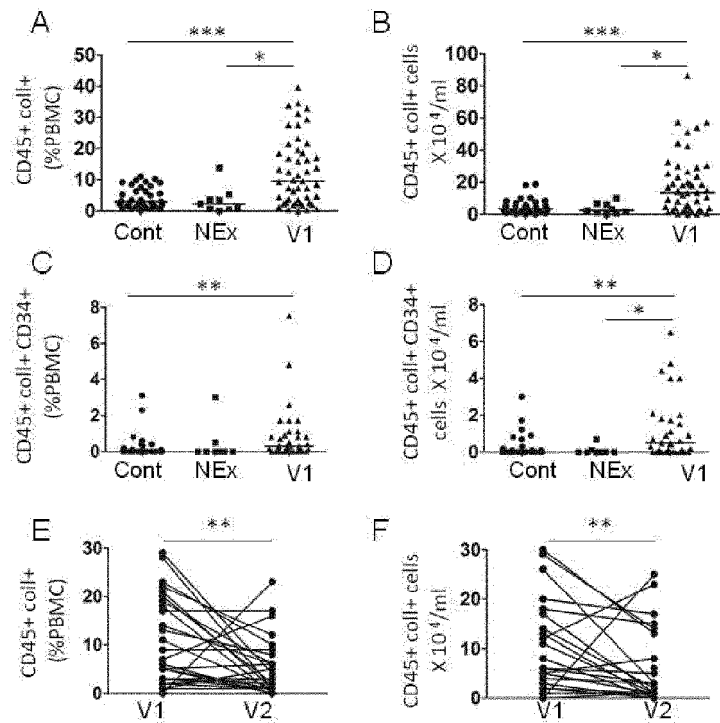 A
B
***
*
CD45+ coll+
(%PBMC)
50
40
30
20
10
0
Cont
NEx
V1
***
*
CD45+ coll+ cells
X 10⁴/ml
100
80
60
40
20
0
Cont
NEx
V1
C
D
**
CD45+ coll+ CD34+
(%PBMC)
8
6
4
2
0
Cont
NEx
V1
**
*
CD45+ coll+ CD34+
cells X 10⁴/ml
8
6
4
2
0
Cont
NEx
V1
E
F
**
CD45+ coll+
(%PBMC)
30
20
10
0
V1
V2
**
CD45+ coll+ cells
X 10⁴/ml
30
20
10
0
V1
V2